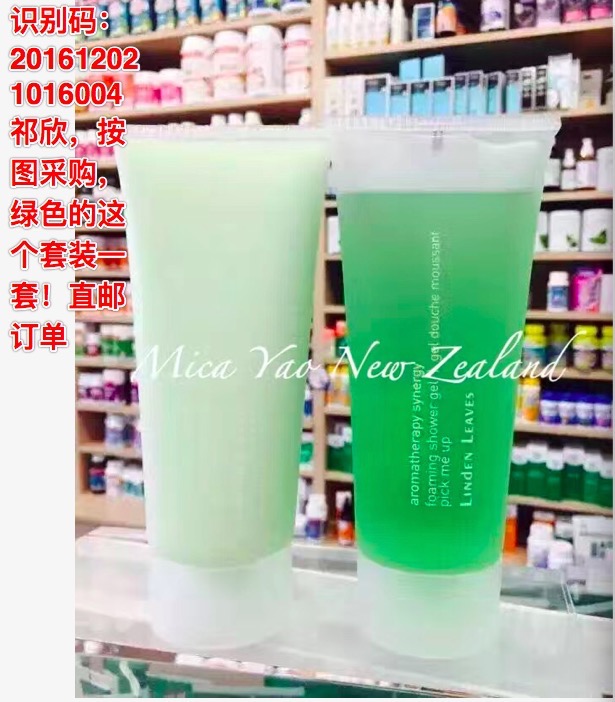 识别码：
20161202
1016004
祁欣，按
图采购，
绿色的这
个套装一
套！直邮
订单
Mica Yao New Zealand
aromatherapy synergy
foaming shower gel gel douche moussant
pick me up
LINDEN LEAVES